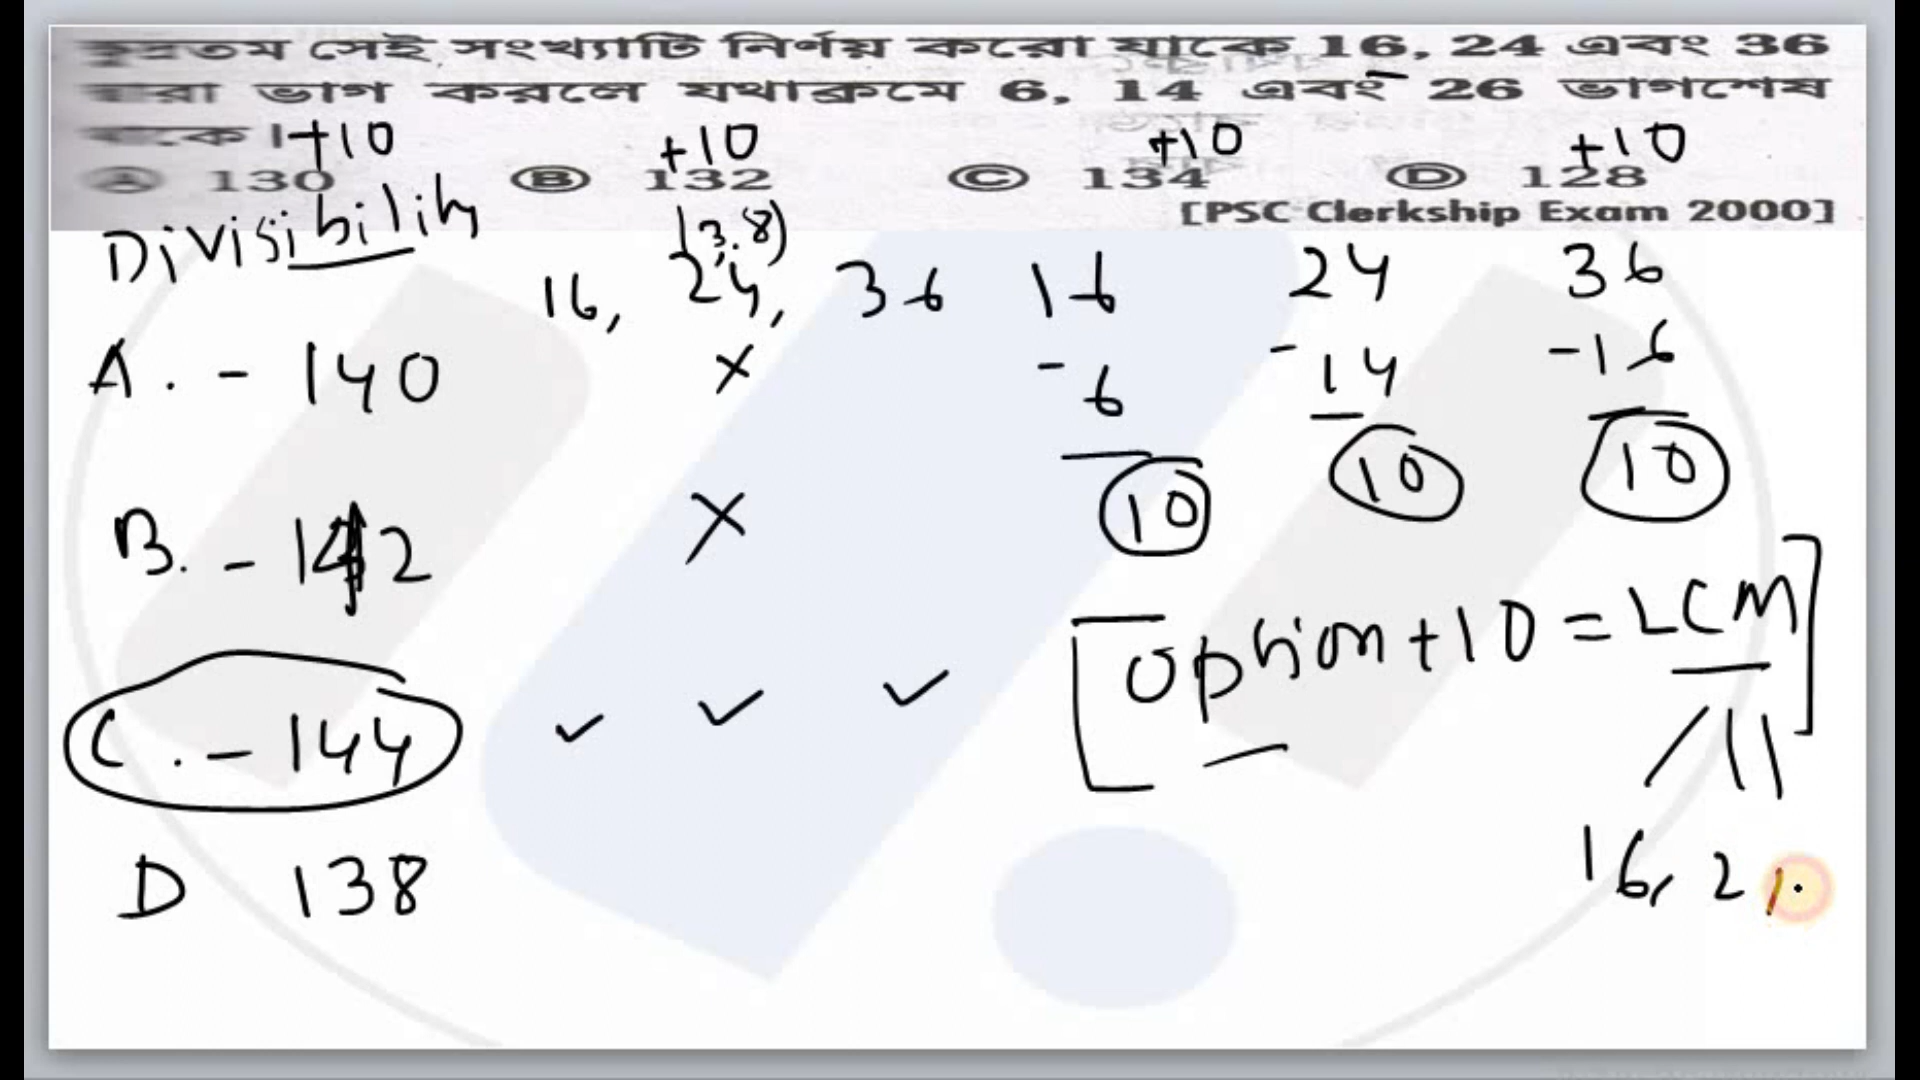 ক্ষুদ্রতম সেই সংখ্যাটি নির্ণয় করো যাকে 16, 24 এবং 36
দ্বারা ভাগ করলে যথাক্রমে 6, 14 এবং 26 ভাগশেষ
থাকে।
+10 +10 +10 +10
A 130 B 132 C 134 D 128
[PSC Clerkship Exam 2000]
Divisibility
(3.8)
16, 24, 36 16 24 36
A. - 140 × -6 -14 -16
10 10 10
B. - 142 ×
[Option + 10 = LCM]
C. - 144 ✓ ✓ ✓
D 138
16, 2